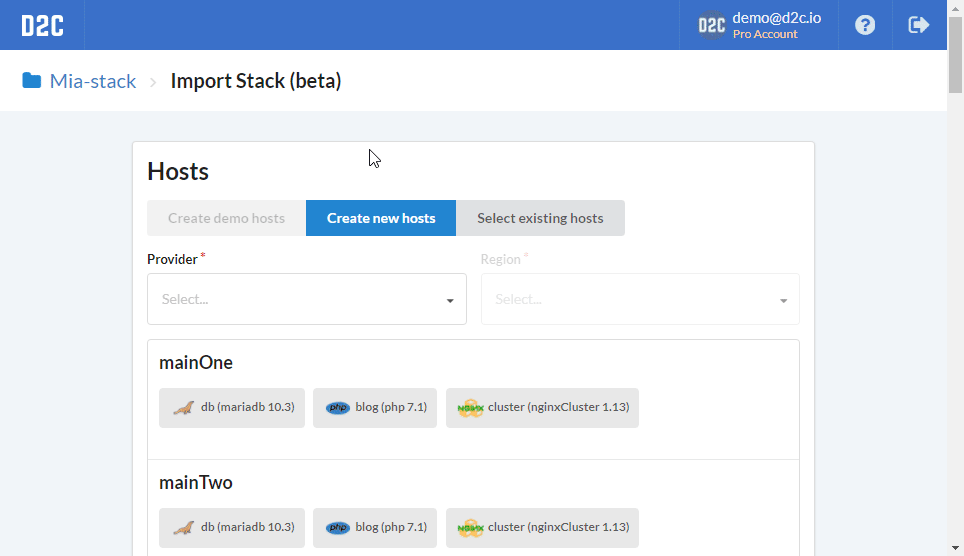 D2C
D2C demo@d2c.io
Pro Account
?
Mia-stack > Import Stack (beta)
Hosts
Create demo hosts Create new hosts Select existing hosts
Provider * Region *
Select... Select...
mainOne
db (mariadb 10.3) php blog (php 7.1) NGINX cluster (nginxCluster 1.13)
mainTwo
db (mariadb 10.3) php blog (php 7.1) NGINX cluster (nginxCluster 1.13)